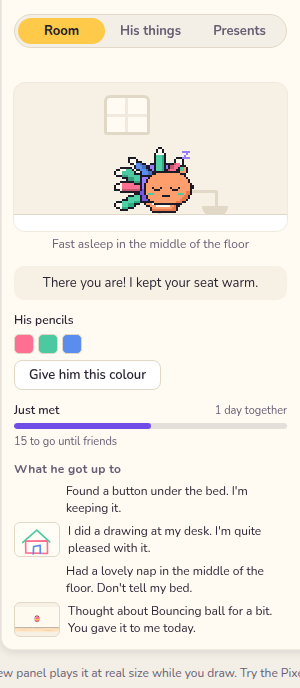 Room His things Presents
z
Fast asleep in the middle of the floor
There you are! I kept your seat warm.
His pencils
Give him this colour
Just met 1 day together
15 to go until friends
What he got up to
Found a button under the bed. I'm
keeping it.
I did a drawing at my desk. I'm quite
pleased with it.
Had a lovely nap in the middle of the
floor. Don't tell my bed.
Thought about Bouncing ball for a bit.
You gave it to me today.
panel plays it at real size while you draw. Try the